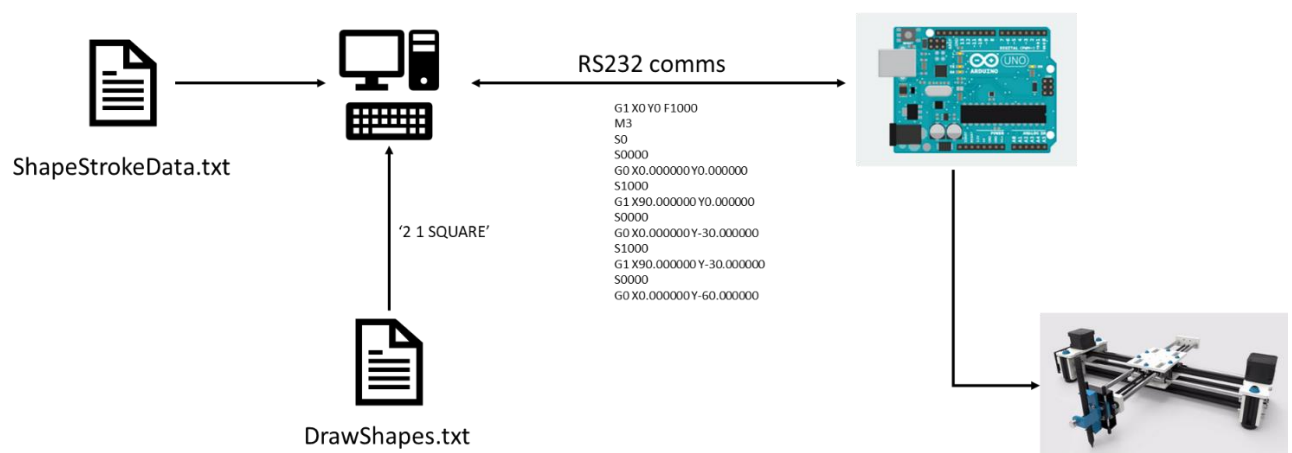 RS232 comms
UNO
ARDUINO
ShapeStrokeData.txt
G1 X0 Y0 F1000
M3
S0
S0000
G0 X0.000000 Y0.000000
S1000
G1 X90.000000 Y0.000000
S0000
G0 X0.000000 Y-30.000000
S1000
G1 X90.000000 Y-30.000000
S0000
G0 X0.000000 Y-60.000000
‘2 1 SQUARE’
DrawShapes.txt